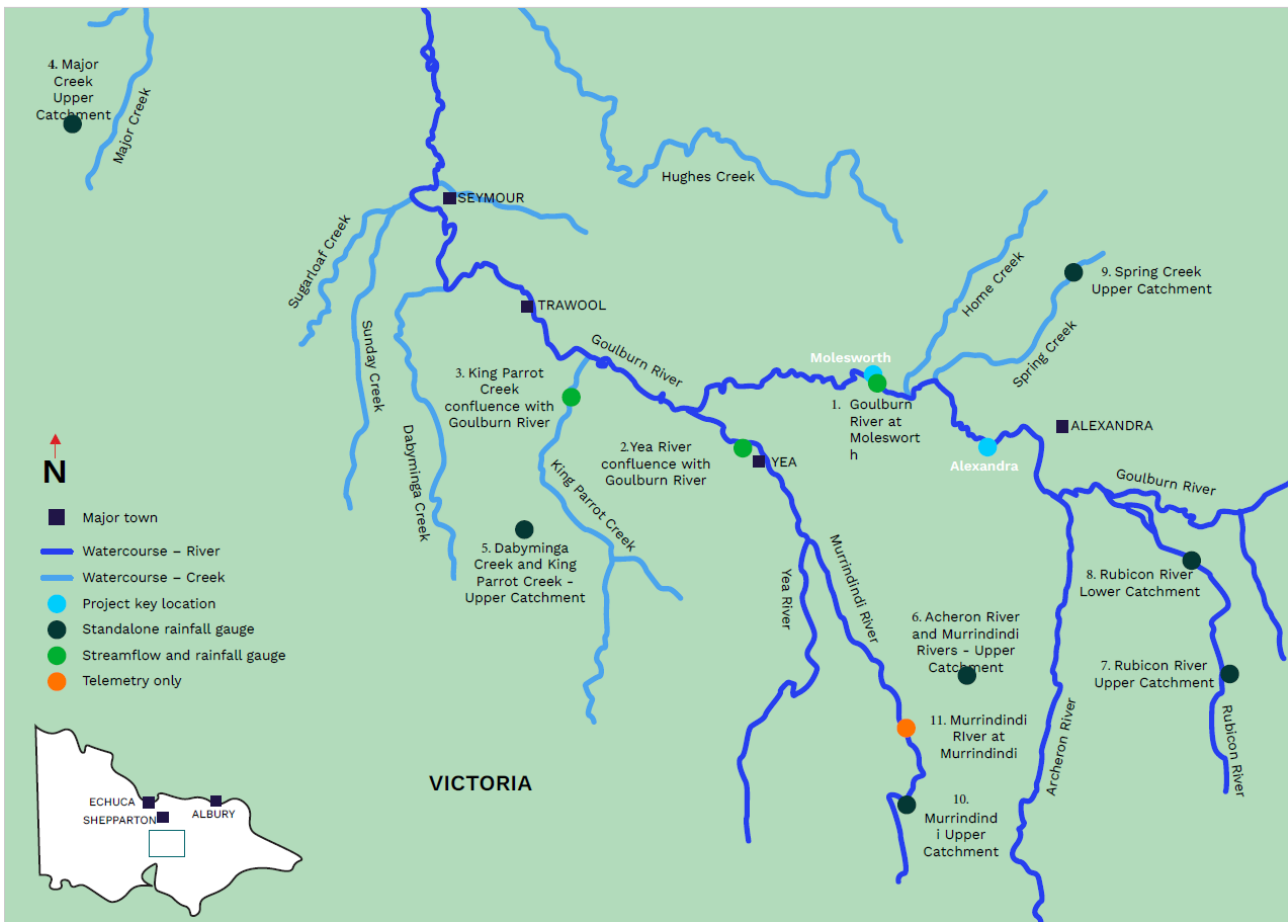 4. Major
Creek
Upper
Catchment
Major Creek
Hughes Creek
SEYMOUR
Sugarloaf Creek
Home Creek
9. Spring Creek
Upper Catchment
TRAWOOL
Sunday Creek
Goulburn River
Spring Creek
Molesworth
3. King Parrot
Creek
confluence with
Goulburn River
1. Goulburn
River at
Moleswort
h
Dabyminga Creek
ALEXANDRA
2.Yea River
confluence with
Goulburn River
YEA
Alexandra
King Parrot Creek
Goulburn River
N
Major town
Watercourse – River
Watercourse – Creek
Project key location
Standalone rainfall gauge
Streamflow and rainfall gauge
Telemetry only
5. Dabyminga
Creek and King
Parrot Creek -
Upper Catchment
Yea River
Murrindindi River
8. Rubicon River
Lower Catchment
6. Acheron River
and Murrindindi
Rivers - Upper
Catchment
7. Rubicon River
Upper Catchment
11. Murrindindi
RIver at
Murrindindi
Archeron River
Rubicon River
10.
Murrindind
i Upper
Catchment
VICTORIA
ECHUCA
SHEPPARTON
ALBURY